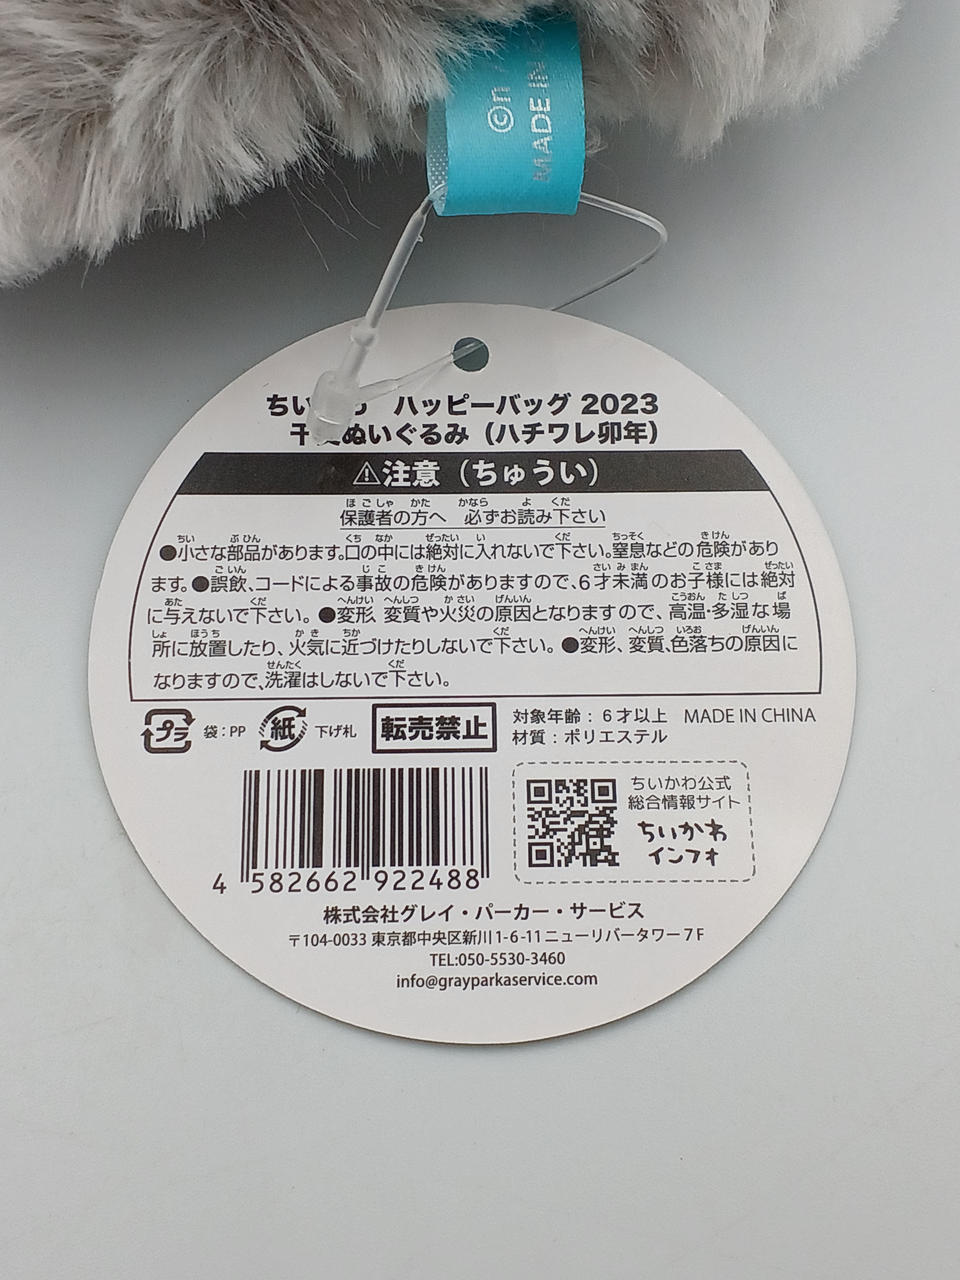 ©n
MADE IN
ちい ハッピーバッグ 2023
干支ぬいぐるみ（ハチワレ卯年）
⚠注意（ちゅうい）
保護者の方へ 必ずお読み下さい
●小さな部品があります。口の中には絶対に入れないで下さい。窒息などの危険があり
ます。●誤飲、コードによる事故の危険がありますので、6才未満のお子様には絶対
に与えないで下さい。●変形、変質や火災の原因となりますので、高温・多湿な場
所に放置したり、火気に近づけたりしないで下さい。●変形、変質、色落ちの原因に
なりますので、洗濯はしないで下さい。
プラ 袋：PP 紙 下げ札 転売禁止 対象年齢：6才以上 MADE IN CHINA
材質：ポリエステル
ちいかわ公式
総合情報サイト
ちいかわ
インフォ
4 582662 922488
株式会社グレイ・パーカー・サービス
〒104-0033 東京都中央区新川1-6-11 ニューリバータワー7F
TEL:050-5530-3460
info@grayparkaservice.com